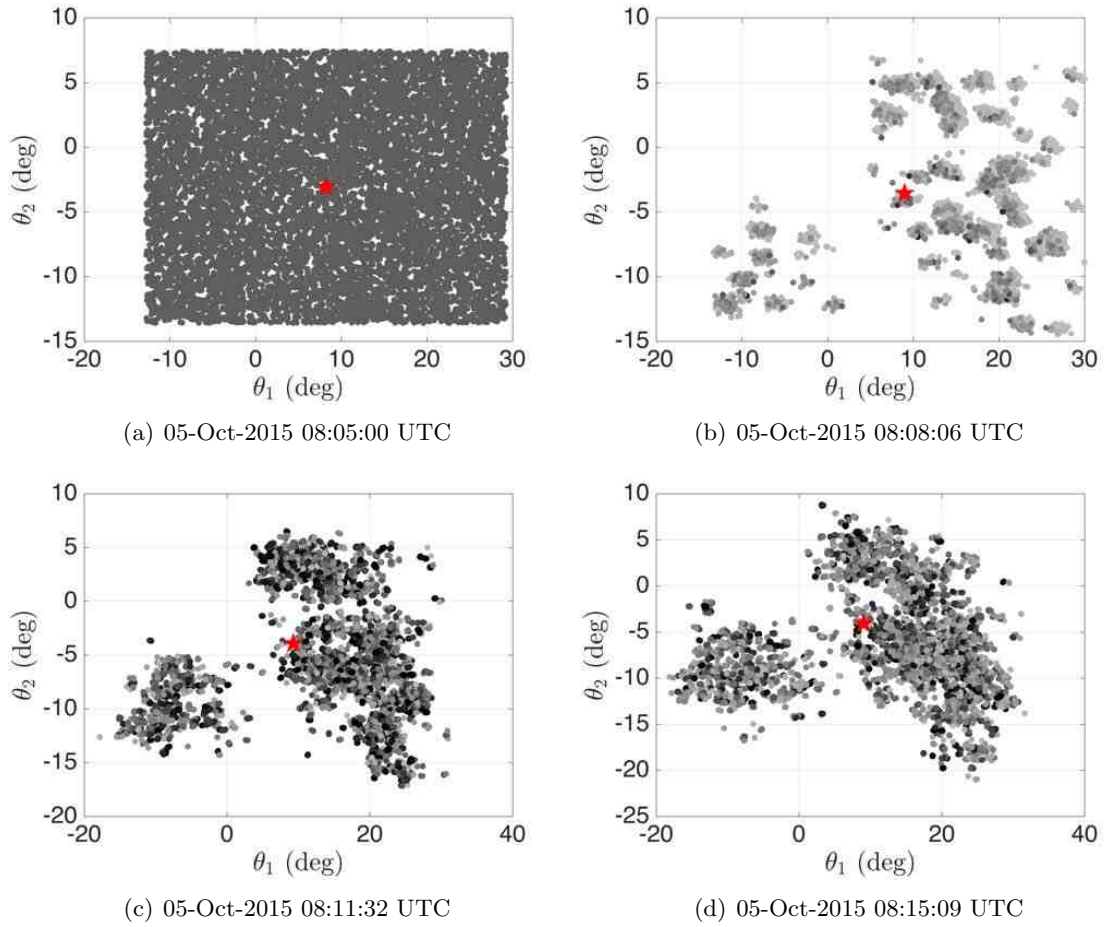 10
5
0
-5
-10
-15
θ₂ (deg)
-20 -10 0 10 20 30
θ₁ (deg)
(a) 05-Oct-2015 08:05:00 UTC
10
5
0
-5
-10
-15
θ₂ (deg)
-20 -10 0 10 20 30
θ₁ (deg)
(b) 05-Oct-2015 08:08:06 UTC
10
5
0
-5
-10
-15
-20
θ₂ (deg)
-20 0 20 40
θ₁ (deg)
(c) 05-Oct-2015 08:11:32 UTC
10
5
0
-5
-10
-15
-20
-25
θ₂ (deg)
-20 0 20 40
θ₁ (deg)
(d) 05-Oct-2015 08:15:09 UTC